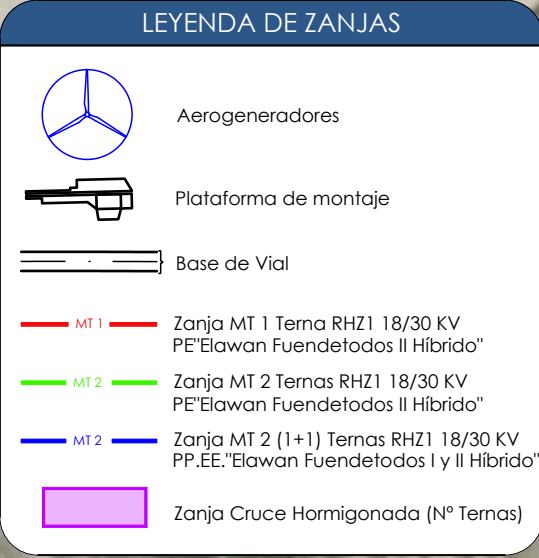 LEYENDA DE ZANJAS
Aerogeneradores
Plataforma de montaje
Base de Vial
MT 1
Zanja MT 1 Terna RHZ1 18/30 KV
PE"Elawan Fuendetodos II Híbrido"
MT 2
Zanja MT 2 Ternas RHZ1 18/30 KV
PE"Elawan Fuendetodos II Híbrido"
MT 2
Zanja MT 2 (1+1) Ternas RHZ1 18/30 KV
PP.EE."Elawan Fuendetodos I y II Híbrido"
Zanja Cruce Hormigonada (Nº Ternas)